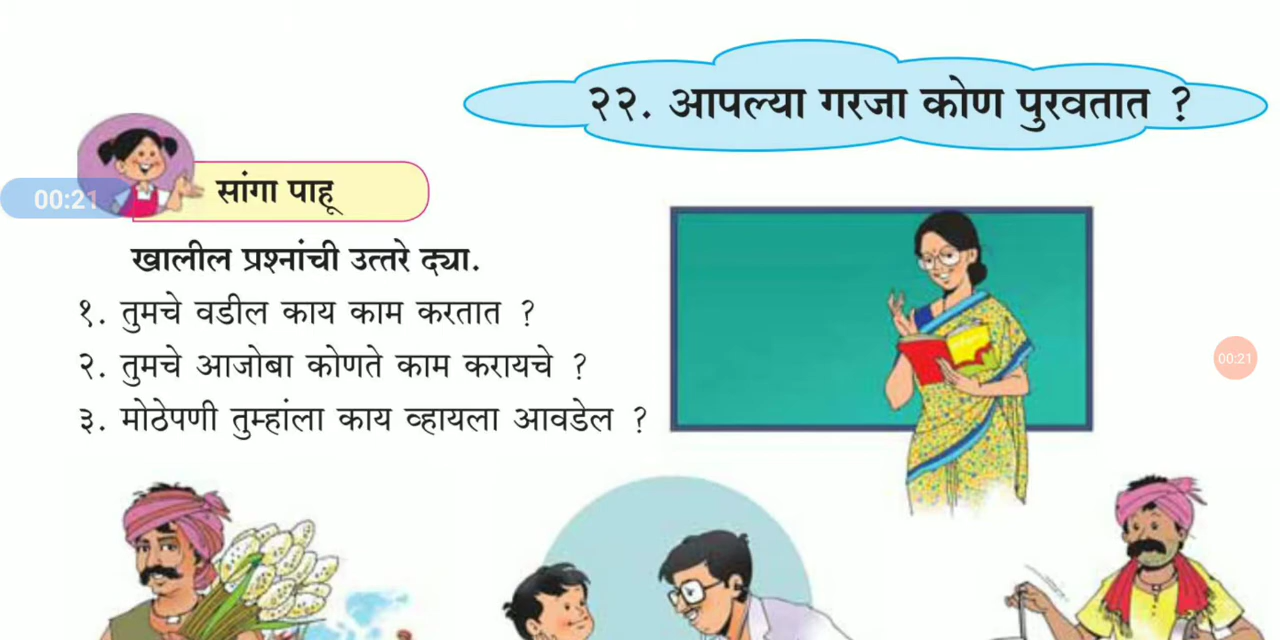 २२. आपल्या गरजा कोण पुरवतात ?
सांगा पाहू
00:21
खालील प्रश्नांची उत्तरे द्या.
१. तुमचे वडील काय काम करतात ?
२. तुमचे आजोबा कोणते काम करायचे ?
00:21
३. मोठेपणी तुम्हांला काय व्हायला आवडेल ?